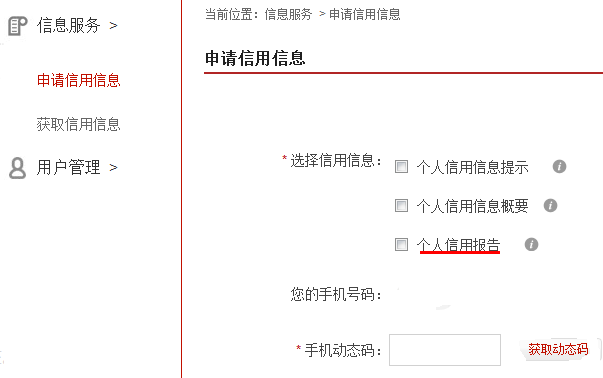 信息服务 >
申请信用信息
获取信用信息
用户管理 >
当前位置：信息服务 > 申请信用信息
申请信用信息
* 选择信用信息：
个人信用信息提示
个人信用信息概要
个人信用报告
您的手机号码：
* 手机动态码：
获取动态码